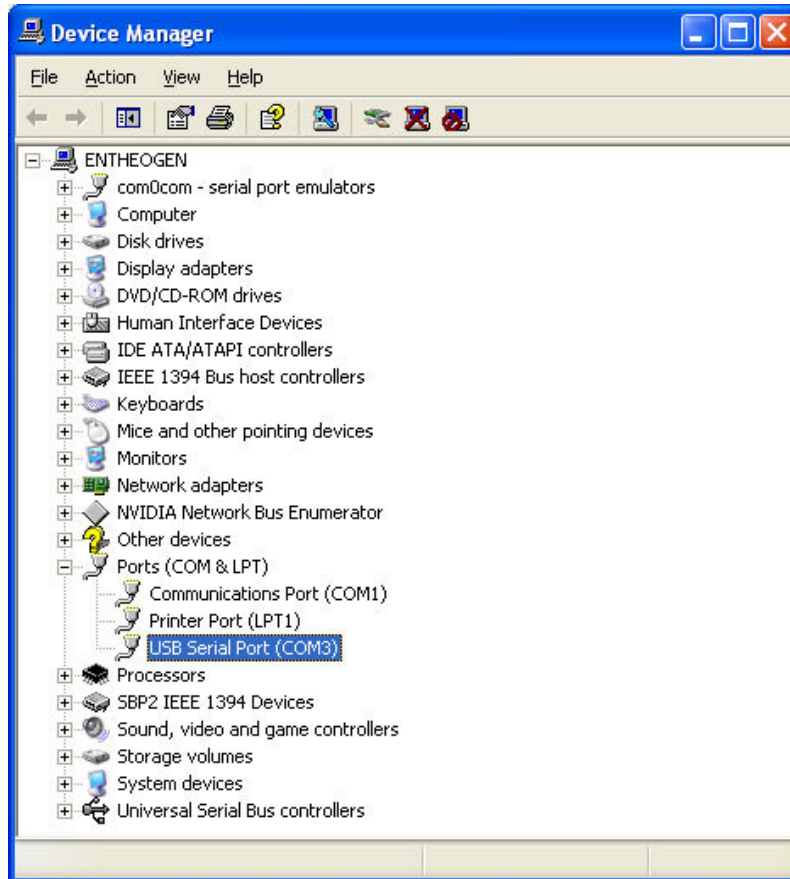 Device Manager
File Action View Help
ENTHEOGEN
com0com - serial port emulators
Computer
Disk drives
Display adapters
DVD/CD-ROM drives
Human Interface Devices
IDE ATA/ATAPI controllers
IEEE 1394 Bus host controllers
Keyboards
Mice and other pointing devices
Monitors
Network adapters
NVIDIA Network Bus Enumerator
Other devices
Ports (COM & LPT)
Communications Port (COM1)
Printer Port (LPT1)
USB Serial Port (COM3)
Processors
SBP2 IEEE 1394 Devices
Sound, video and game controllers
Storage volumes
System devices
Universal Serial Bus controllers